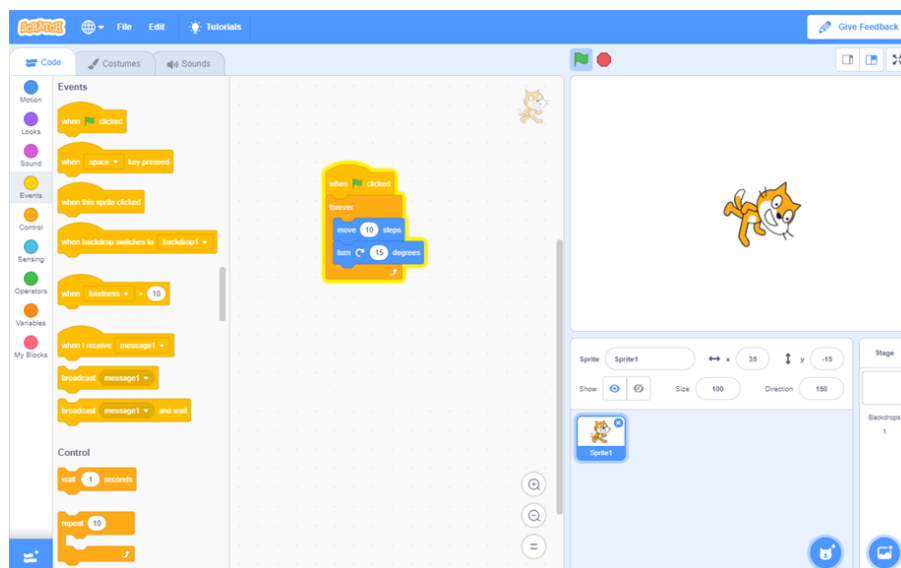 SCRATCH
File Edit Tutorials
Give Feedback
Code Costumes Sounds
Motion
Looks
Sound
Events
Control
Sensing
Operators
Variables
My Blocks
Events
when clicked
when space key pressed
when this sprite clicked
when backdrop switches to backdrop1
when loudness > 10
when I receive message1
broadcast message1
broadcast message1 and wait
Control
wait 1 seconds
repeat 10
when clicked
forever
move 10 steps
turn 15 degrees
Sprite Sprite1 x 35 y -15
Show Size 100 Direction 150
Sprite1
Stage
Backdrops
1